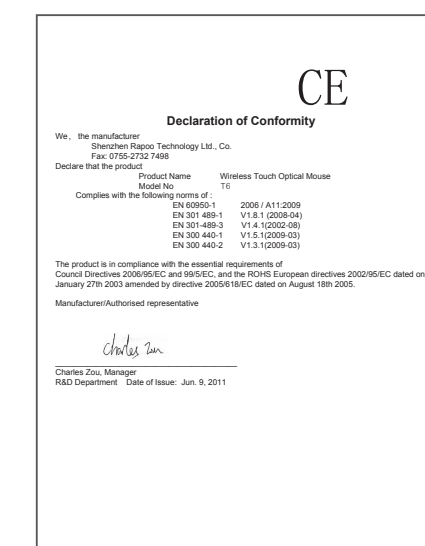 CE
Declaration of Conformity
We, the manufacturer
Shenzhen Rapoo Technology Ltd., Co.
Fax: 0755-2732 7498
Declare that the product
Product Name Wireless Touch Optical Mouse
Model No T6
Complies with the following norms of :
EN 60950-1 2006 / A11:2009
EN 301 489-1 V1.8.1 (2008-04)
EN 301-489-3 V1.4.1(2002-08)
EN 300 440-1 V1.5.1(2009-03)
EN 300 440-2 V1.3.1(2009-03)
The product is in compliance with the essential requirements of
Council Directives 2006/95/EC and 99/5/EC, and the ROHS European directives 2002/95/EC dated on
January 27th 2003 amended by directive 2005/618/EC dated on August 18th 2005.
Manufacturer/Authorised representative
Charles Zou
Charles Zou, Manager
R&D Department Date of Issue: Jun. 9, 2011